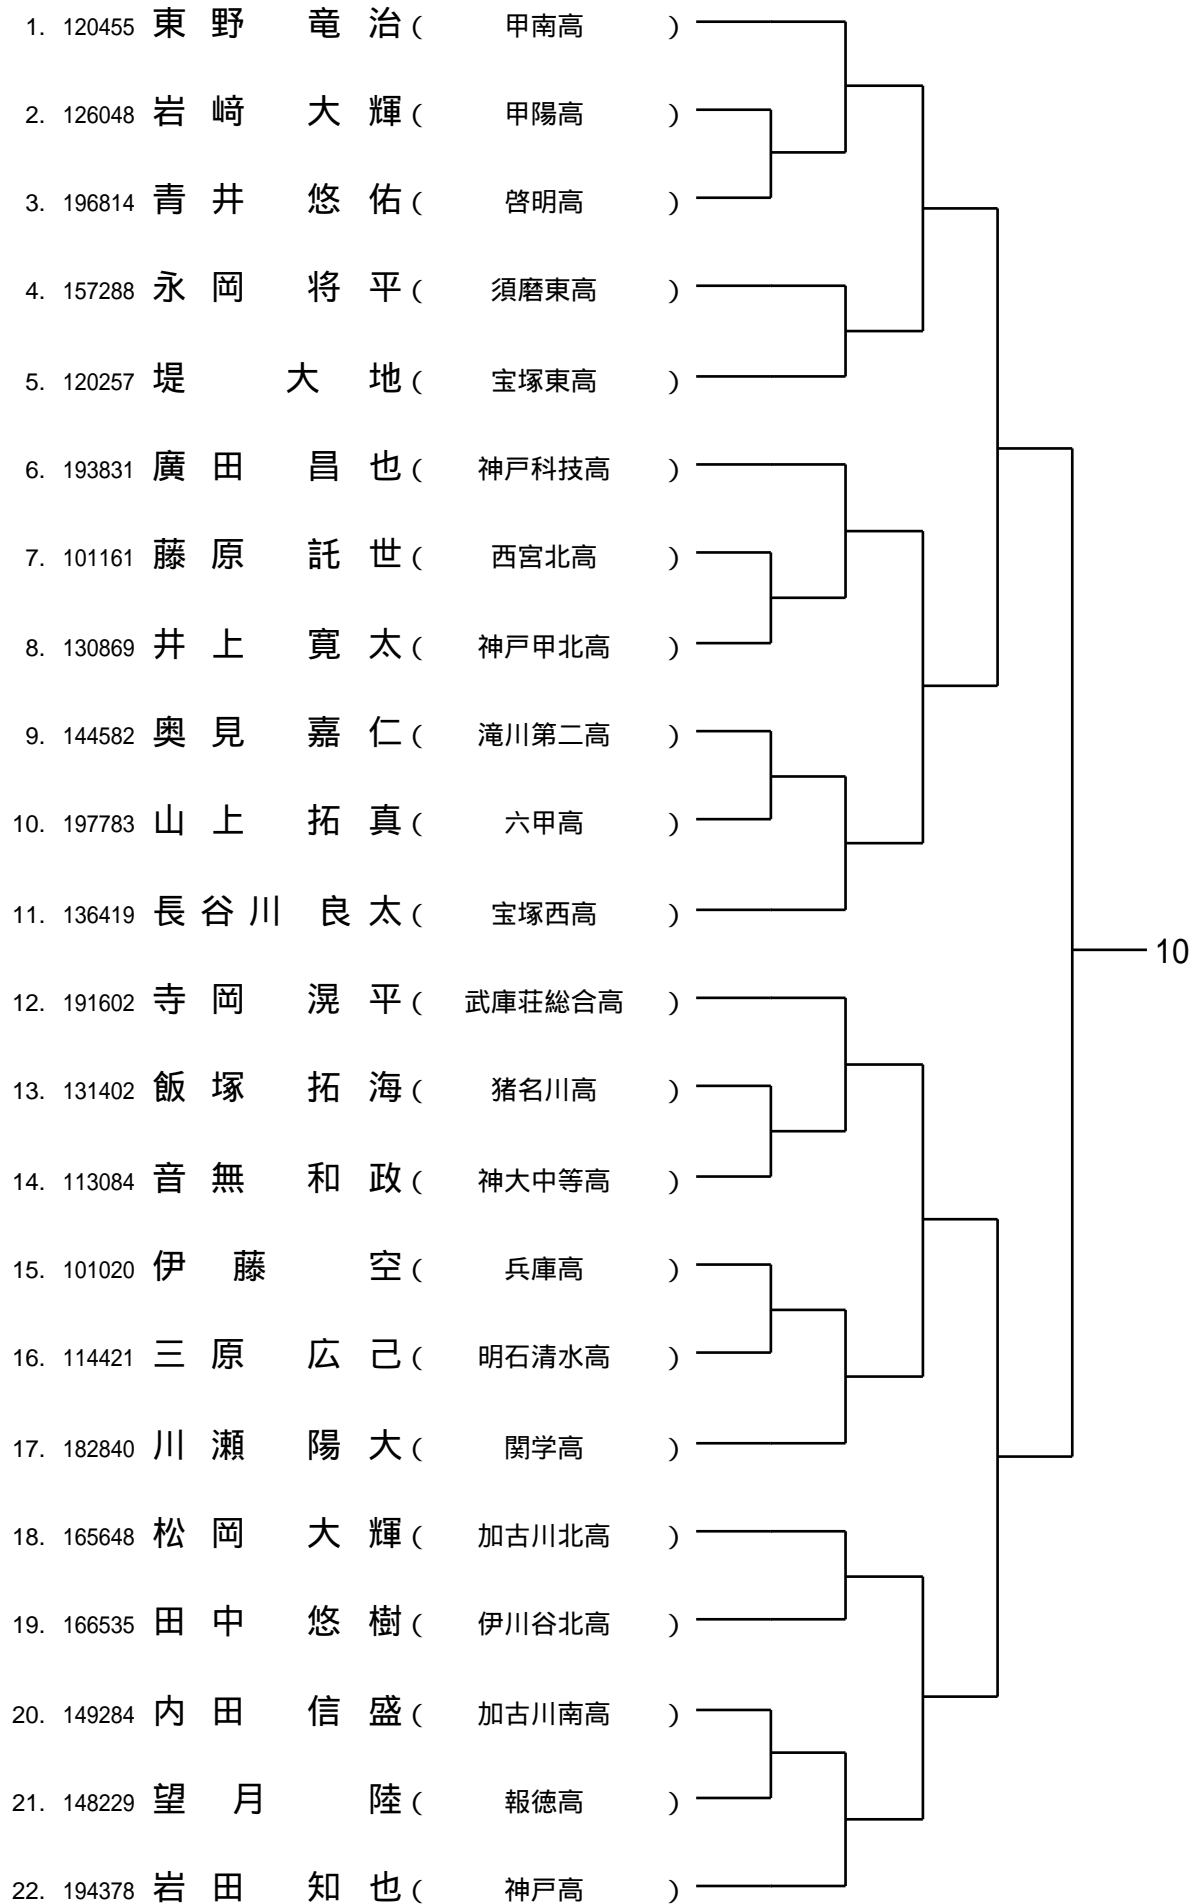 1. 120455 東野 竜治 ( 甲南高 )
2. 126048 岩﨑 大輝 ( 甲陽高 )
3. 196814 青井 悠佑 ( 啓明高 )
4. 157288 永岡 将平 ( 須磨東高 )
5. 120257 堤 大地 ( 宝塚東高 )
6. 193831 廣田 昌也 ( 神戸科技高 )
7. 101161 藤原 託世 ( 西宮北高 )
8. 130869 井上 寛太 ( 神戸甲北高 )
9. 144582 奥見 嘉仁 ( 滝川第二高 )
10. 197783 山上 拓真 ( 六甲高 )
11. 136419 長谷川 良太 ( 宝塚西高 )
10
12. 191602 寺岡 滉平 ( 武庫荘総合高 )
13. 131402 飯塚 拓海 ( 猪名川高 )
14. 113084 音無 和政 ( 神大中等高 )
15. 101020 伊藤 空 ( 兵庫高 )
16. 114421 三原 広己 ( 明石清水高 )
17. 182840 川瀬 陽大 ( 関学高 )
18. 165648 松岡 大輝 ( 加古川北高 )
19. 166535 田中 悠樹 ( 伊川谷北高 )
20. 149284 内田 信盛 ( 加古川南高 )
21. 148229 望月 陸 ( 報徳高 )
22. 194378 岩田 知也 ( 神戸高 )